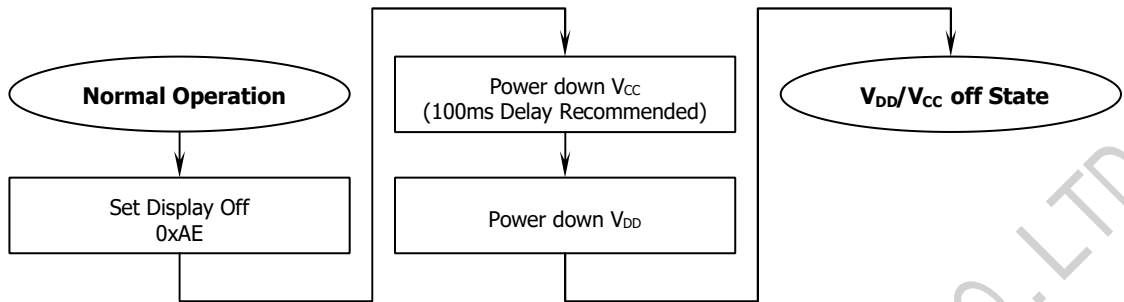 Normal Operation
Set Display Off
0xAE
Power down VCC
(100ms Delay Recommended)
Power down VDD
VDD/VCC off State
. LTD